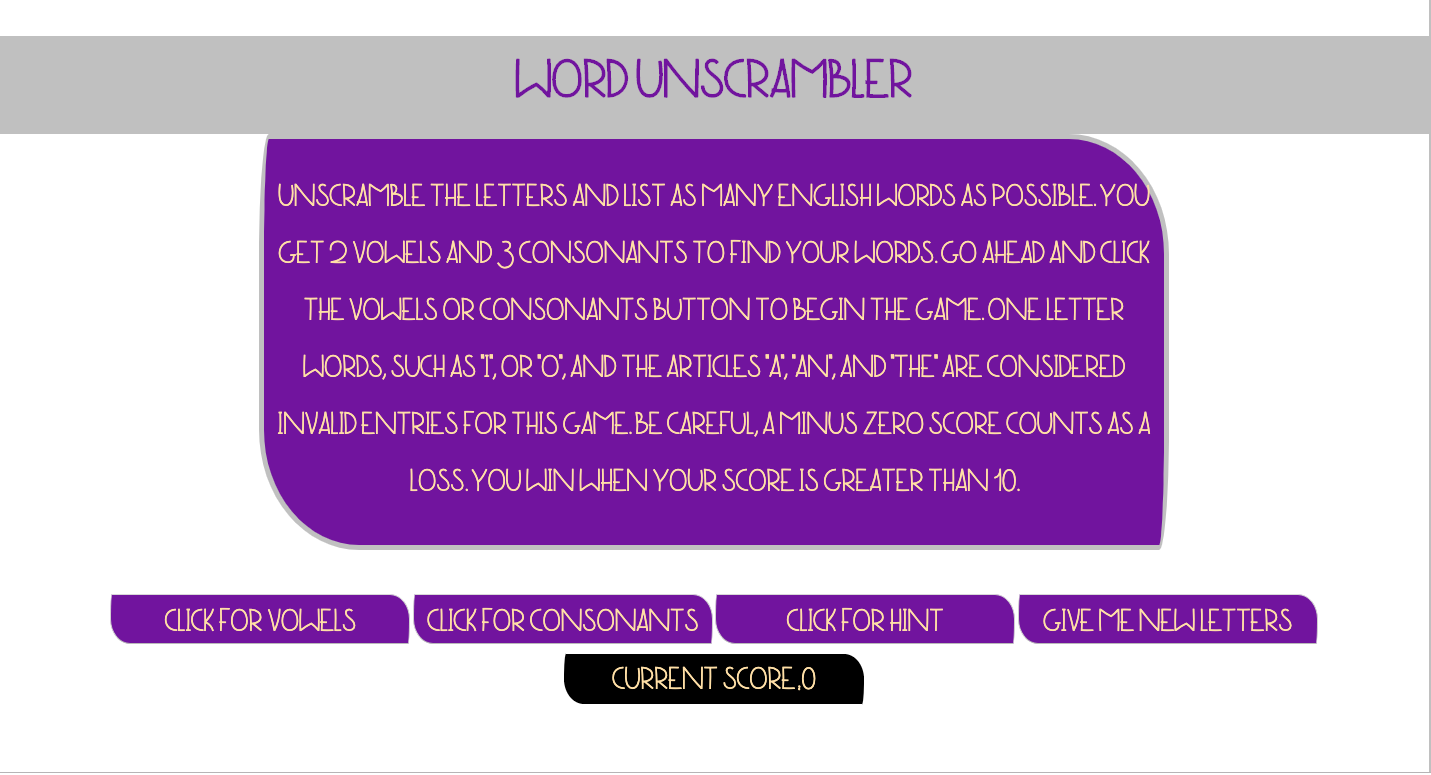 WORD UNSCRAMBLER
UNSCRAMBLE THE LETTERS AND LIST AS MANY ENGLISH WORDS AS POSSIBLE. YOU
GET 2 VOWELS AND 3 CONSONANTS TO FIND YOUR WORDS. GO AHEAD AND CLICK
THE VOWELS OR CONSONANTS BUTTON TO BEGIN THE GAME. ONE LETTER
WORDS, SUCH AS "I", OR "O", AND THE ARTICLES "A", "AN", AND "THE" ARE CONSIDERED
INVALID ENTRIES FOR THIS GAME. BE CAREFUL, A MINUS ZERO SCORE COUNTS AS A
LOSS. YOU WIN WHEN YOUR SCORE IS GREATER THAN 10.
CLICK FOR VOWELS CLICK FOR CONSONANTS CLICK FOR HINT GIVE ME NEW LETTERS
CURRENT SCORE:0